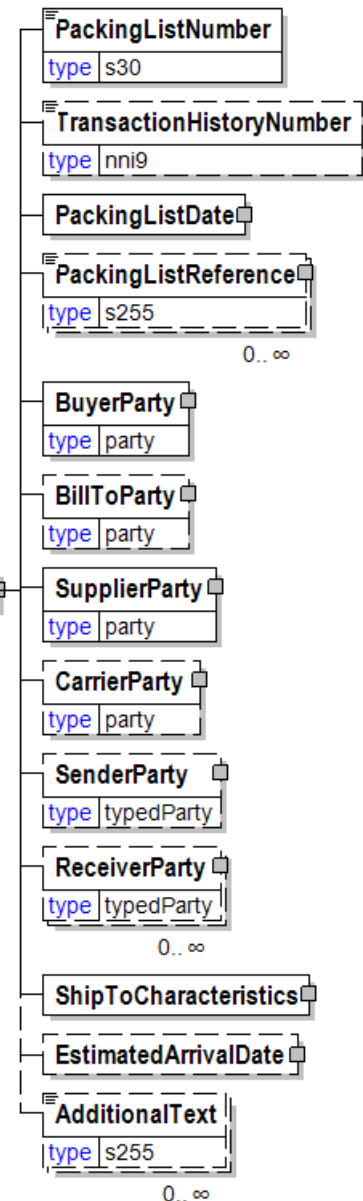 PackingListNumber
type s30
TransactionHistoryNumber
type nni9
PackingListDate
PackingListReference
type s255
0.. ∞
BuyerParty
type party
BillToParty
type party
SupplierParty
type party
CarrierParty
type party
SenderParty
type typedParty
ReceiverParty
type typedParty
0.. ∞
ShipToCharacteristics
EstimatedArrivalDate
AdditionalText
type s255
0.. ∞